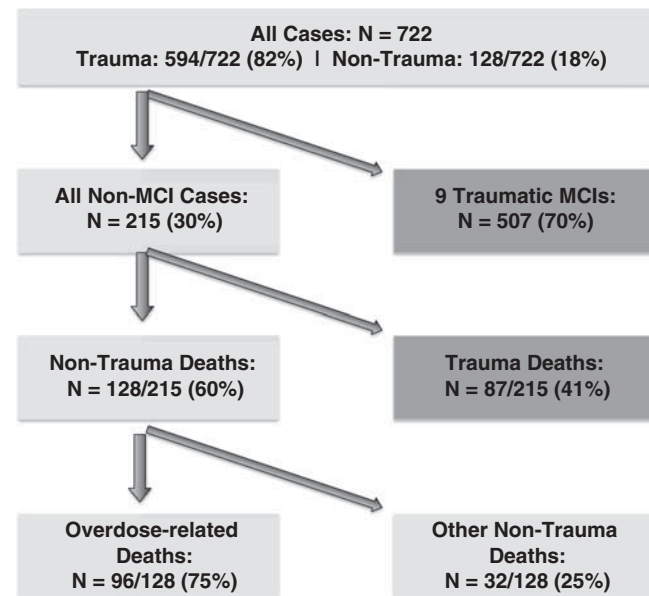 All Cases: N = 722
Trauma: 594/722 (82%) I Non-Trauma: 128/722 (18%)
All Non-MCI Cases:
N = 215 (30%)
9 Traumatic MCIs:
N = 507 (70%)
Non-Trauma Deaths:
N = 128/215 (60%)
Trauma Deaths:
N = 87/215 (41%)
Overdose-related
Deaths:
N = 96/128 (75%)
Other Non-Trauma
Deaths:
N = 32/128 (25%)